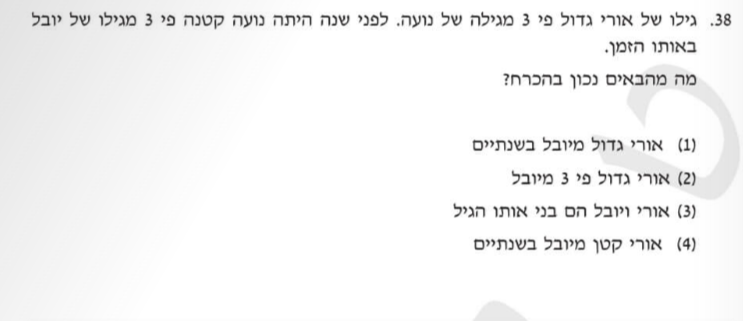 38. גילו של אורי גדול פי 3 מגילה של נועה. לפני שנה היתה נועה קטנה פי 3 מגילו של יובל
באותו הזמן.
מה מהבאים נכון בהכרח?
(1) אורי גדול מיובל בשנתיים
(2) אורי גדול פי 3 מיובל
(3) אורי ויובל הם בני אותו הגיל
(4) אורי קטן מיובל בשנתיים